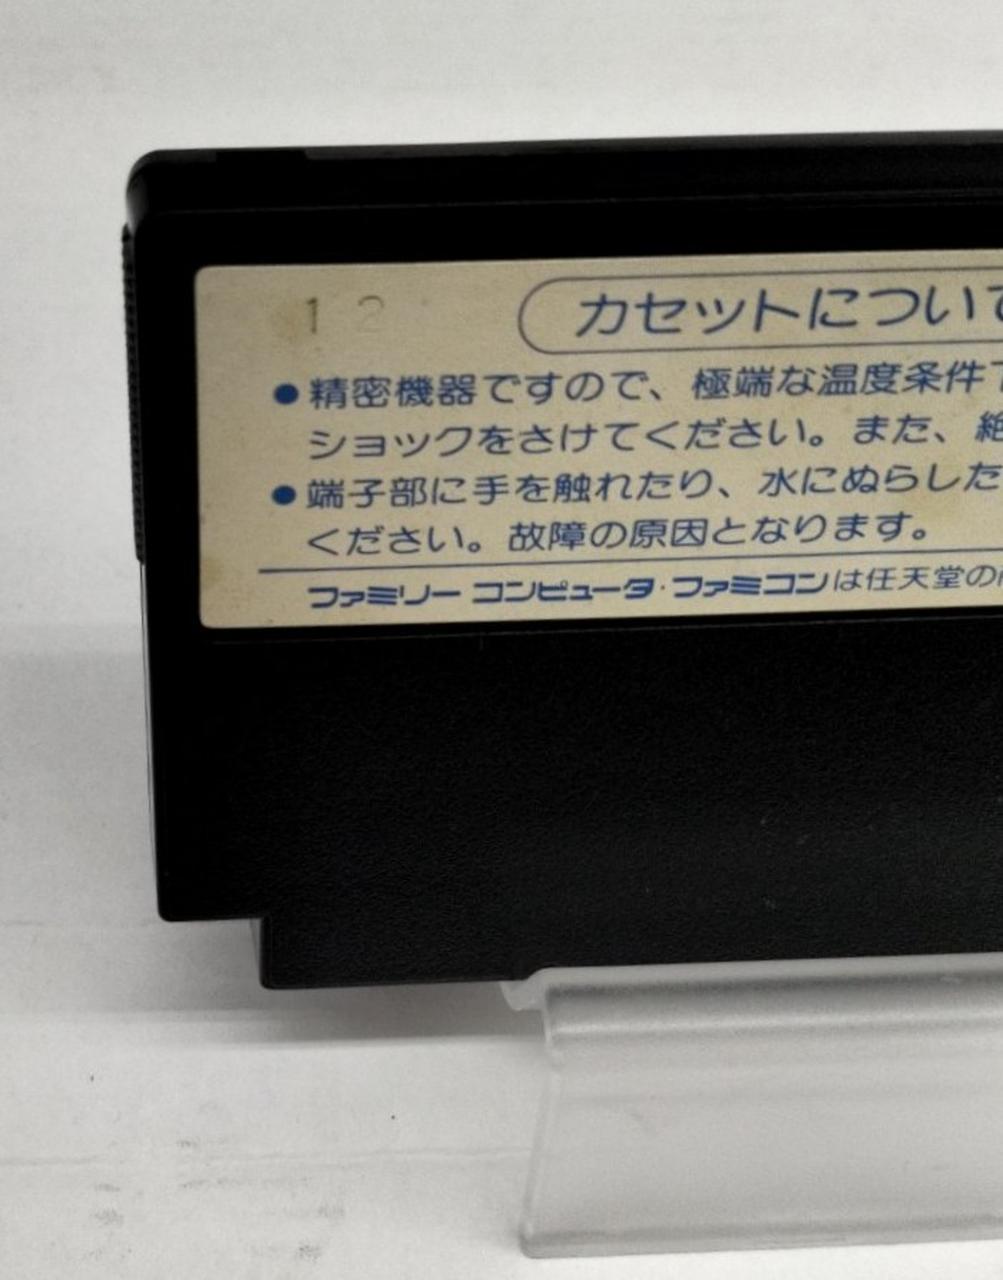 12
カセットについて
●精密機器ですので、極端な温度条件
ショックをさけてください。また、絶
●端子部に手を触れたり、水にぬらした
ください。故障の原因となります。
ファミリー コンピュータ・ファミコンは任天堂の